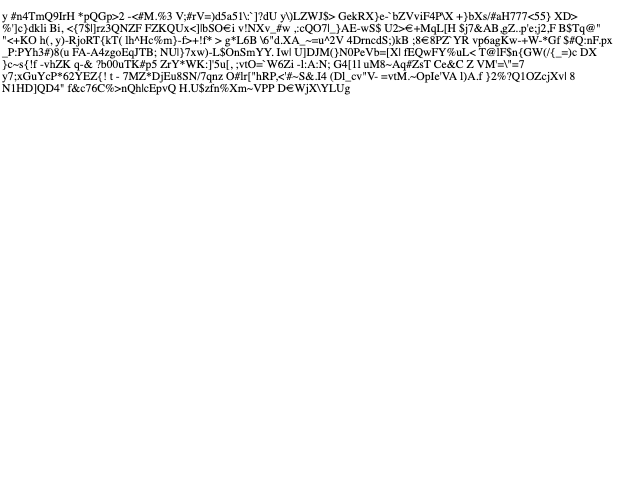 y #n4TmQ9IrH *pQGp>2 -<#M.%3 V;#rV=)d5a51\:`]?dU y\)LZWJ$> GekRX}e-`bZVviF4P\X +}bXs/#aH777<55} XD>
%']c}dkli Bi, <{7$l]rz3QNZF FZKQUx<]lbSO€i v!NXv_#w ,:cQO7|_}AE-wS$ U2>€+MqL[H $j7&AB,gZ..p'e;j2,F B$Tq@"
"<+KO h(, y)-RjoRT{kT( lh^Hc%m}-f>+!f* > g*L6B \6"d.XA_~=u^2V 4DrncdS;)kB ;8€8PZ`YR vp6agKw-+W-*Gf $#Q:nF.px
_P:PYh3#)8(u FA-A4zgoEqJTB; NU|}7xw)-L$OnSmYY. Iw| U]DJM(}N0PeVb=[X| fEQwFY%uL< T@lF$n{GW(/{_=)c DX
}c~s{!f -vhZK q-& ?b00uTK#p5 ZrY*WK:]'5u[, ;vtO=`W6Zi -l:A:N; G4[1l uM8~Aq#ZsT Ce&C Z VM'=\"=7
y7;xGuYcP*62YEZ{! t - 7MZ*DjEu8SN/7qnz O#lr["hRP,<'#~S&.I4 (Dl_cv"V- =vtM.~OpIe'VA l)A.f }2%?Q1OZcjXv| 8
N1HD]QD4" f&c76C%>nQh|cEpvQ H.U$zfn%Xm~VPP D€WjX\YLUg